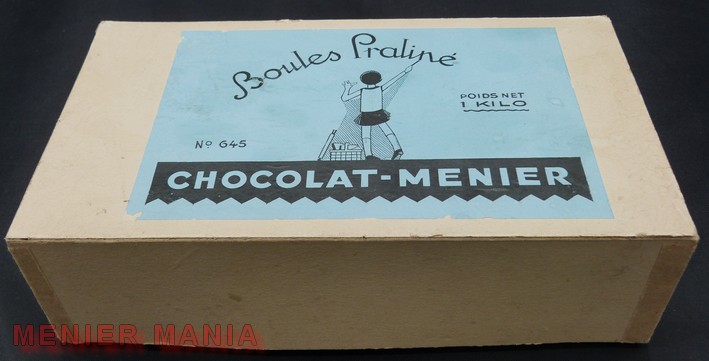 Boules Praliné
POIDS NET
1 KILO
Nº 645
CHOCOLAT-MENIER
MENIER MANIA